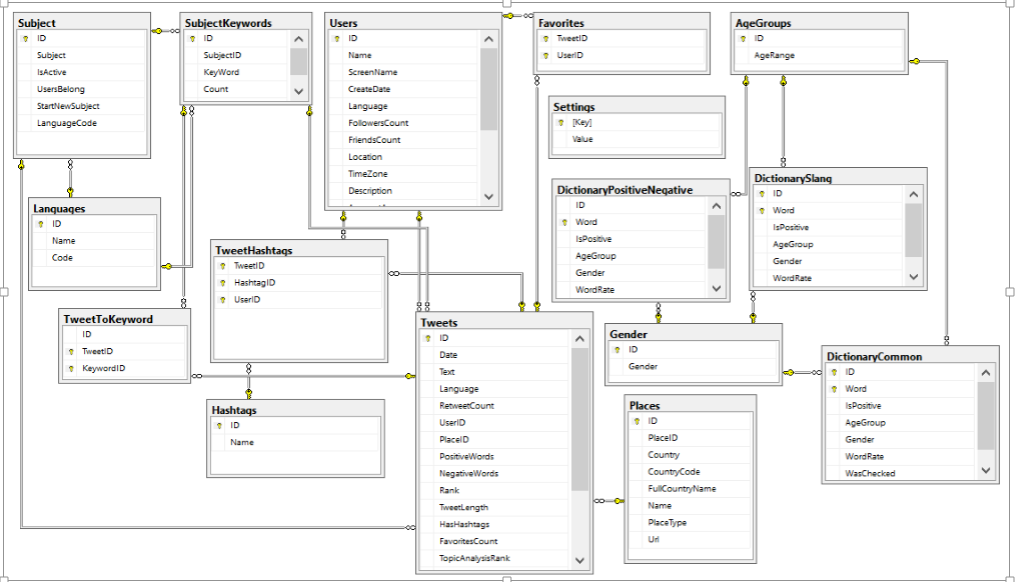 Subject
ID
Subject
IsActive
UsersBelong
StartNewSubject
LanguageCode
SubjectKeywords
ID
SubjectID
KeyWord
Count
Users
ID
Name
ScreenName
CreateDate
Language
FollowersCount
FriendsCount
Location
TimeZone
Description
Favorites
TweetID
UserID
AgeGroups
ID
AgeRange
Settings
[Key]
Value
DictionaryPositiveNegative
ID
Word
IsPositive
AgeGroup
Gender
WordRate
DictionarySlang
ID
Word
IsPositive
AgeGroup
Gender
WordRate
Languages
ID
Name
Code
TweetHashtags
TweetID
HashtagID
UserID
TweetToKeyword
ID
TweetID
KeywordID
Hashtags
ID
Name
Tweets
ID
Date
Text
Language
RetweetCount
UserID
PlaceID
PositiveWords
NegativeWords
Rank
TweetLength
HasHashtags
FavoritesCount
TopicAnalysisRank
Gender
ID
Gender
Places
ID
PlaceID
Country
CountryCode
FullCountryName
Name
PlaceType
Url
DictionaryCommon
ID
Word
IsPositive
AgeGroup
Gender
WordRate
WasChecked